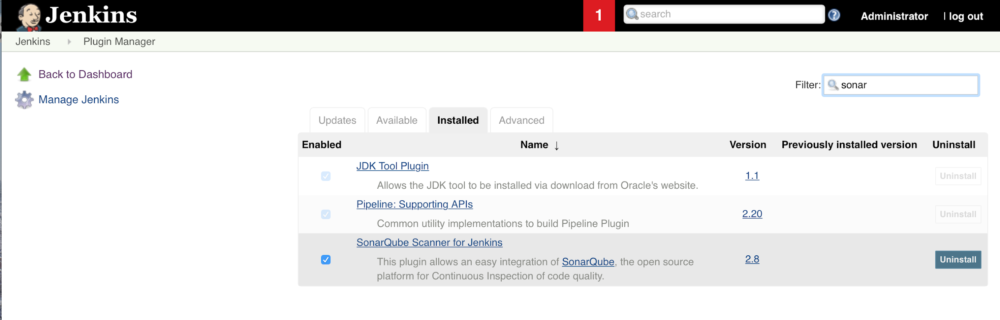 Jenkins
1
search
?
Administrator
| log out
Jenkins
Plugin Manager
Back to Dashboard
Manage Jenkins
Filter:
sonar
Updates
Available
Installed
Advanced
Enabled
Name ↓
Version
Previously installed version
Uninstall
JDK Tool Plugin
Allows the JDK tool to be installed via download from Oracle's website.
1.1
Uninstall
Pipeline: Supporting APIs
Common utility implementations to build Pipeline Plugin
2.20
Uninstall
SonarQube Scanner for Jenkins
This plugin allows an easy integration of SonarQube, the open source
platform for Continuous Inspection of code quality.
2.8
Uninstall